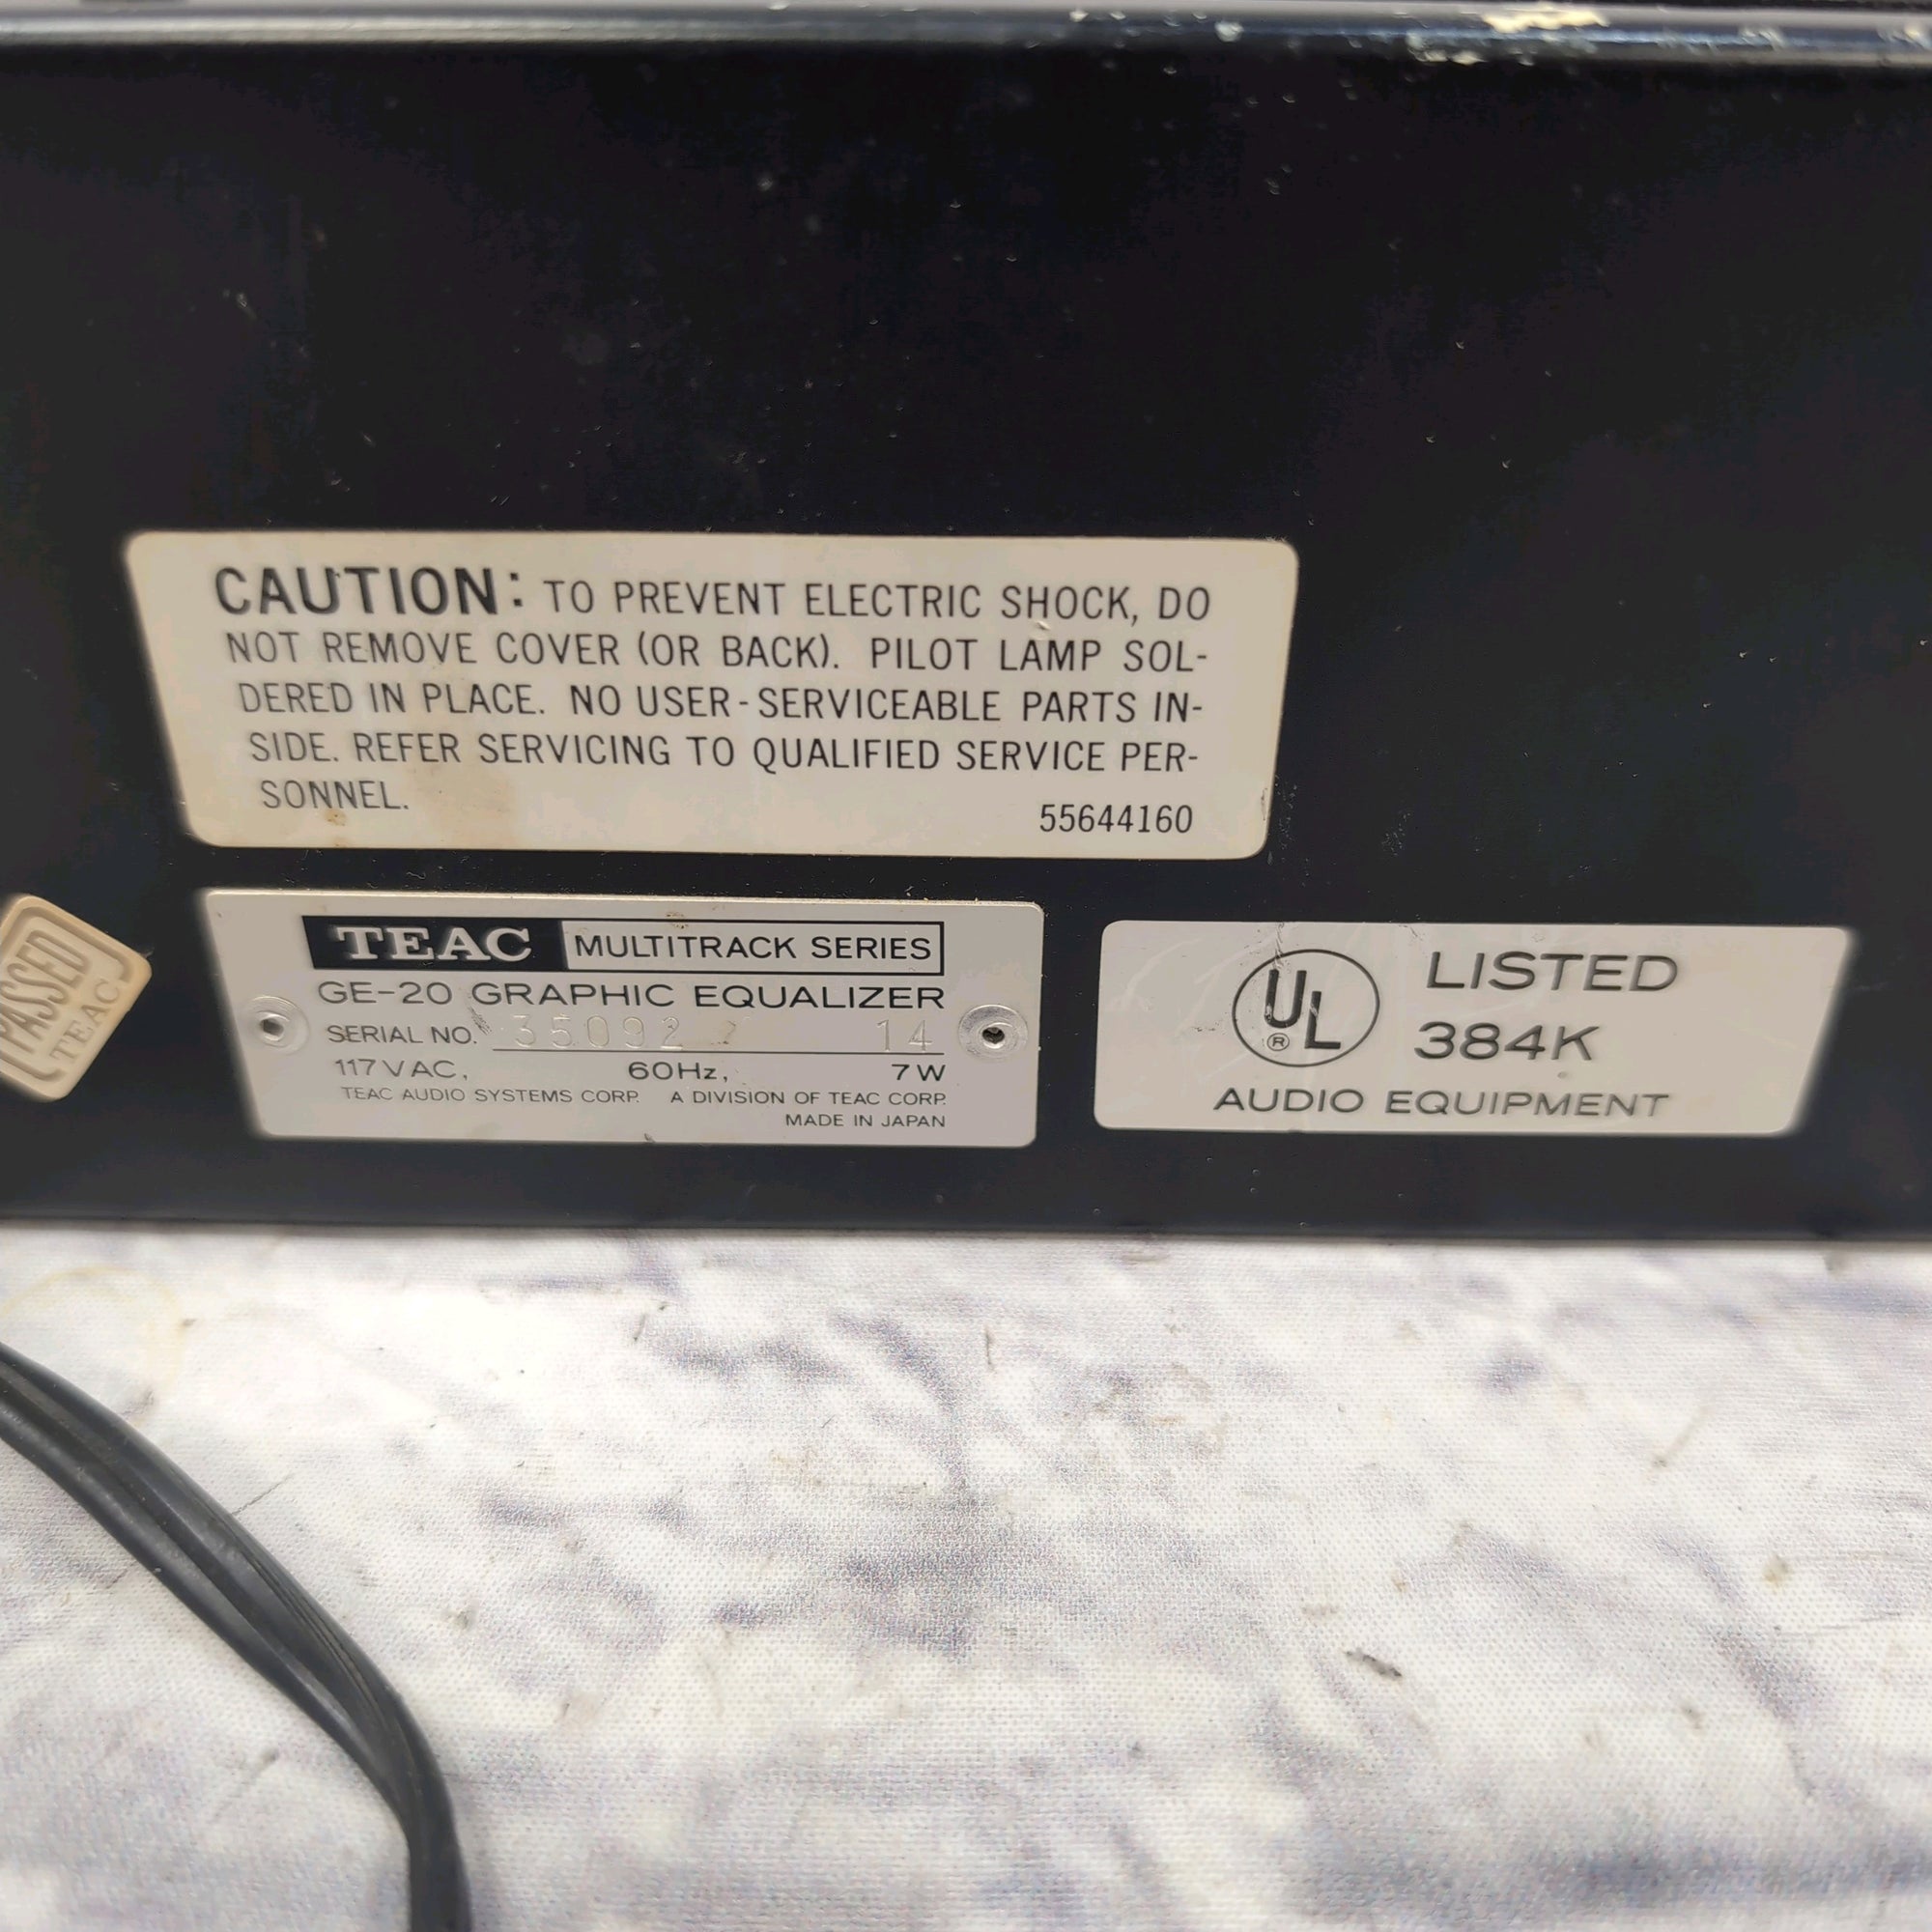 CAUTION: TO PREVENT ELECTRIC SHOCK, DO
NOT REMOVE COVER (OR BACK). PILOT LAMP SOL-
DERED IN PLACE. NO USER-SERVICEABLE PARTS IN-
SIDE. REFER SERVICING TO QUALIFIED SERVICE PER-
SONNEL.
55644160
PASSED
TEAC
TEAC MULTITRACK SERIES
GE-20 GRAPHIC EQUALIZER
SERIAL NO. 35092 14
117VAC, 60Hz, 7W
TEAC AUDIO SYSTEMS CORP. A DIVISION OF TEAC CORP.
MADE IN JAPAN
UL ® LISTED
384K
AUDIO EQUIPMENT